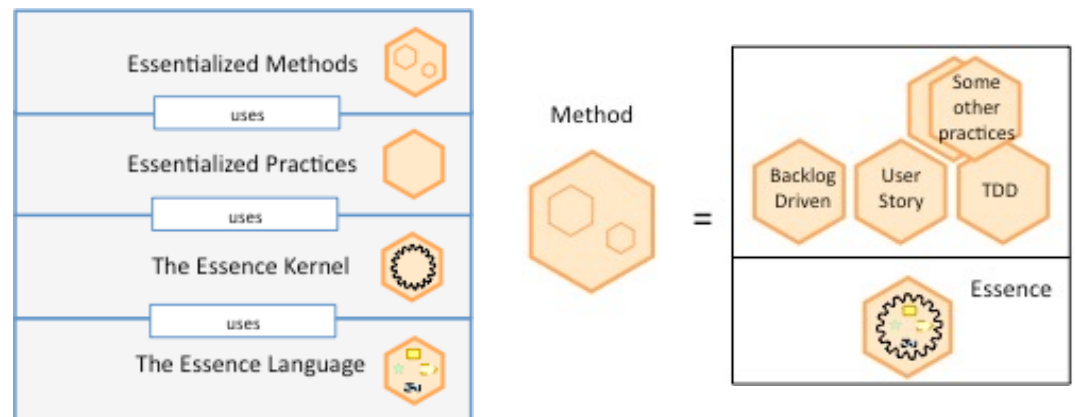 Essentialized Methods
uses
Essentialized Practices
uses
The Essence Kernel
uses
The Essence Language
Method
=
Some
other
practices
Backlog
Driven
User
Story
TDD
Essence